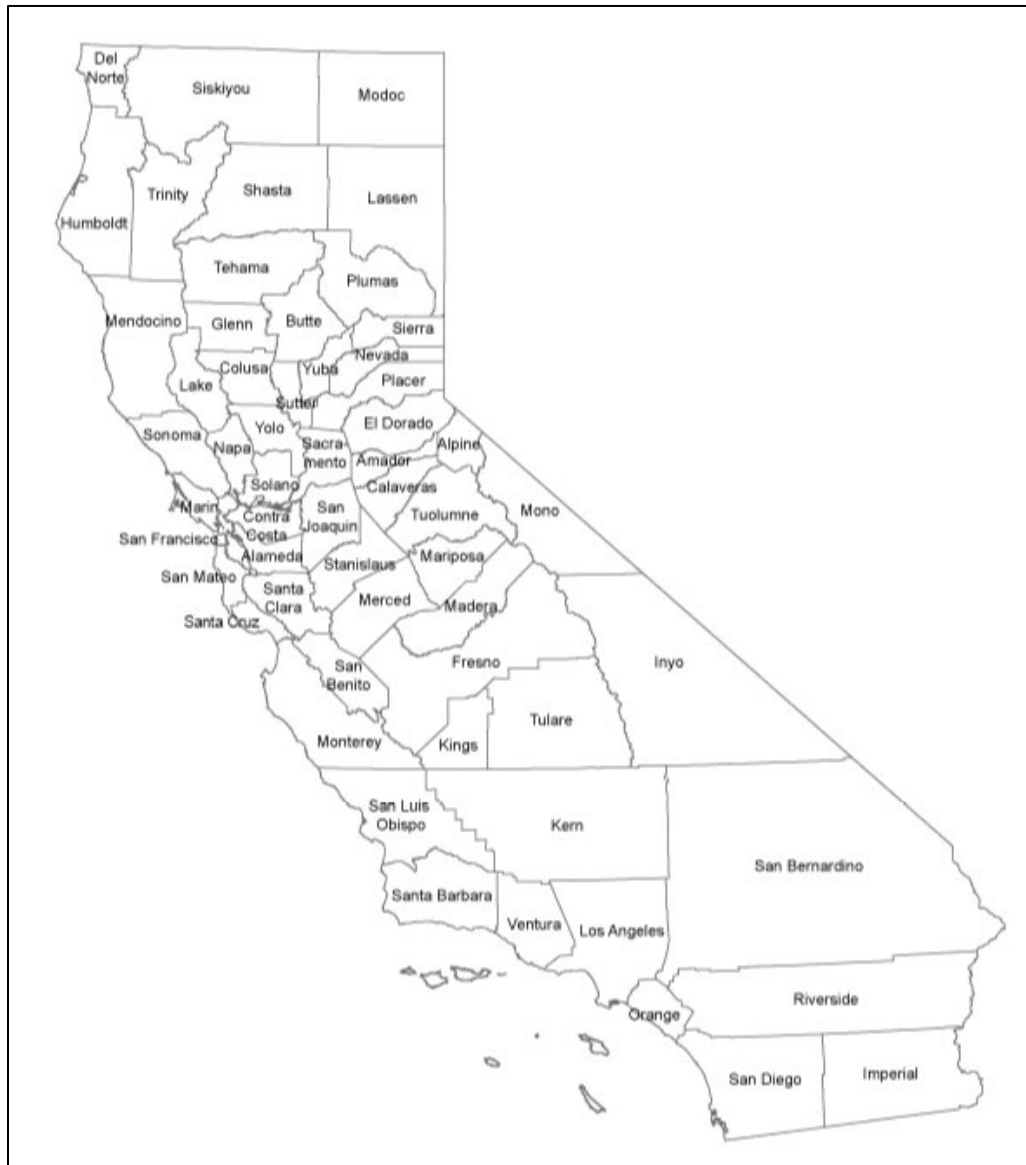 Del
Norte
Siskiyou
Modoc
Trinity
Shasta
Lassen
Humboldt
Tehama
Plumas
Mendocino
Glenn
Butte
Sierra
Nevada
Colusa
Yuba
Lake
Placer
Sutter
El Dorado
Sonoma
Yolo
Napa
Sacra-
mento
Alpine
Amador
Solano
Calaveras
Marin
San
Joaquin
Contra
Costa
Tuolumne
Mono
San Francisco
Alameda
Stanislaus
Mariposa
San Mateo
Santa
Clara
Merced
Madera
Santa Cruz
San
Benito
Fresno
Inyo
Tulare
Monterey
Kings
San Luis
Obispo
Kern
San Bernardino
Santa Barbara
Ventura
Los Angeles
Riverside
Orange
San Diego
Imperial